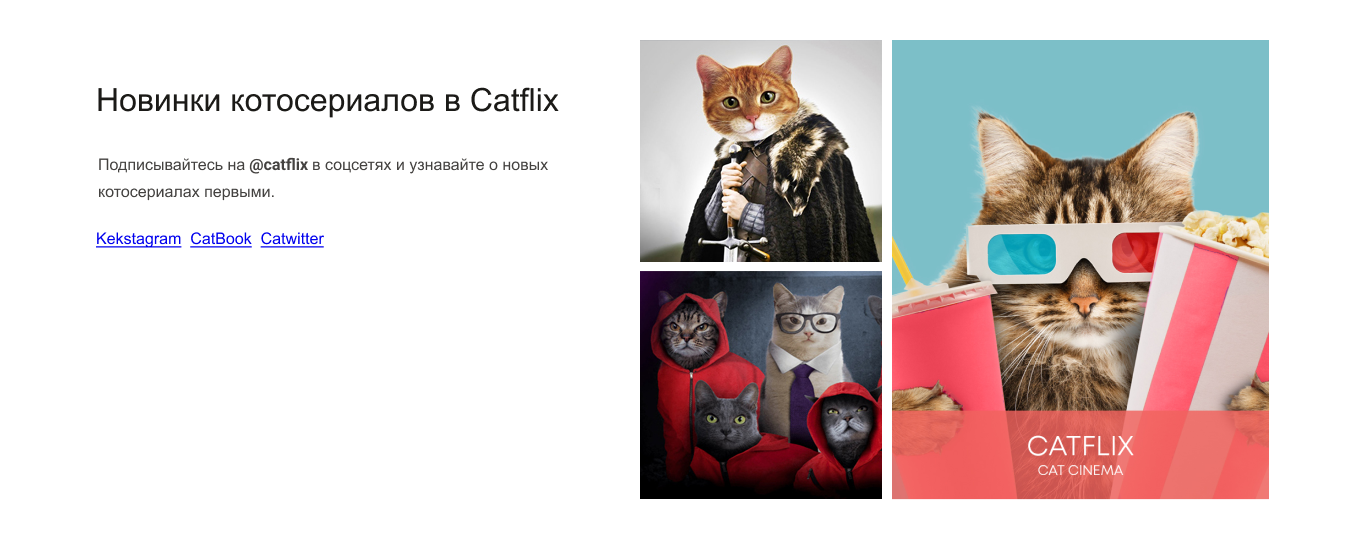 Новинки котосериалов в Catflix
Подписывайтесь на @catflix в соцсетях и узнавайте о новых
котосериалах первыми.
Kekstagram CatBook Catwitter
CATFLIX
CAT CINEMA